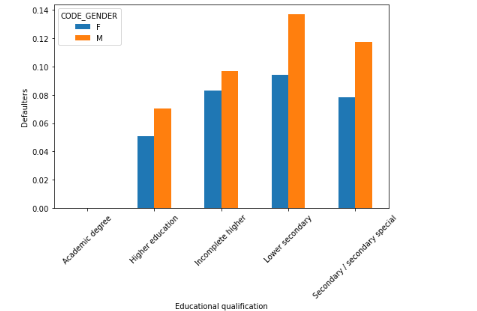 0.14
0.12
0.10
0.08
0.06
0.04
0.02
0.00
Defaulters
CODE_GENDER
F
M
Academic degree
Higher education
Incomplete higher
Lower secondary
Secondary / secondary special
Educational qualification